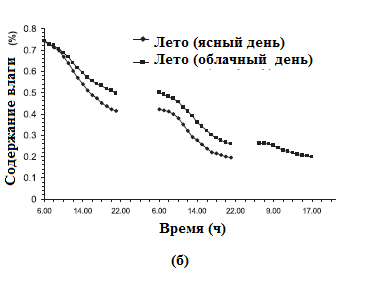 0.8 (%)
Лето (ясный день)
Лето (облачный день)
0.7
0.6
0.5
0.4
0.3
0.2
0.1
0
Содержание влаги
6.00 14.00 22.00 6.00 14.00 22.00 9.00 17.00
Время (ч)
(б)